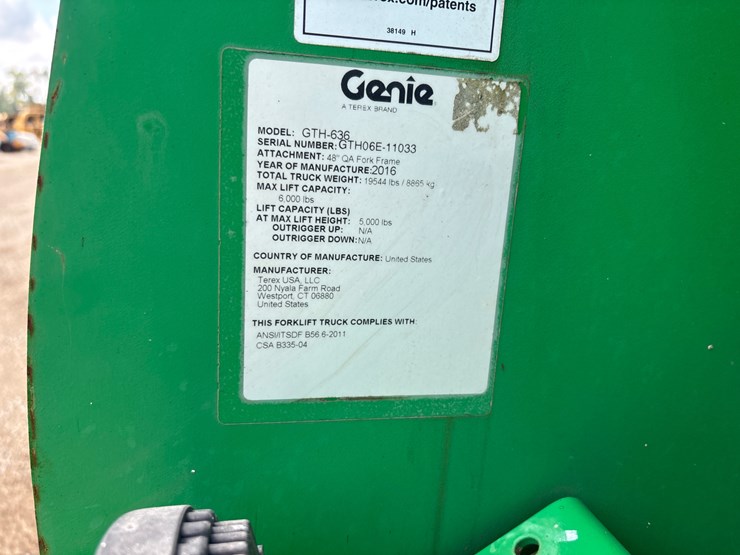 .com/patents
38149 H
Genie
A TEREX BRAND
MODEL: GTH-636
SERIAL NUMBER: GTH06E-11033
ATTACHMENT: 48" QA Fork Frame
YEAR OF MANUFACTURE: 2016
TOTAL TRUCK WEIGHT: 19544 lbs / 8865 kg
MAX LIFT CAPACITY:
6,000 lbs
LIFT CAPACITY (LBS)
AT MAX LIFT HEIGHT: 5,000 lbs
OUTRIGGER UP: N/A
OUTRIGGER DOWN: N/A
COUNTRY OF MANUFACTURE: United States
MANUFACTURER:
Terex USA, LLC
200 Nyala Farm Road
Westport, CT 06880
United States
THIS FORKLIFT TRUCK COMPLIES WITH:
ANSI/ITSDF B56.6-2011
CSA B335-04